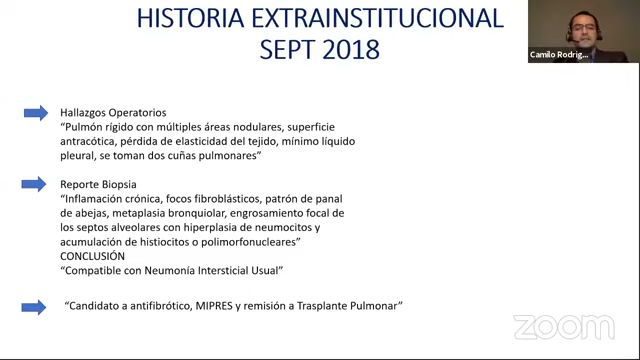 HISTORIA EXTRAINSTITUCIONAL
SEPT 2018
Camilo Rodrig...
Hallazgos Operatorios
“Pulmón rígido con múltiples áreas nodulares, superficie
antracótica, pérdida de elasticidad del tejido, mínimo líquido
pleural, se toman dos cuñas pulmonares”
Reporte Biopsia
“Inflamación crónica, focos fibroblásticos, patrón de panal
de abejas, metaplasia bronquiolar, engrosamiento focal de
los septos alveolares con hiperplasia de neumocitos y
acumulación de histiocitos o polimorfonucleares”
CONCLUSIÓN
“Compatible con Neumonía Intersticial Usual”
“Candidato a antifibrótico, MIPRES y remisión a Trasplante Pulmonar”
zoom